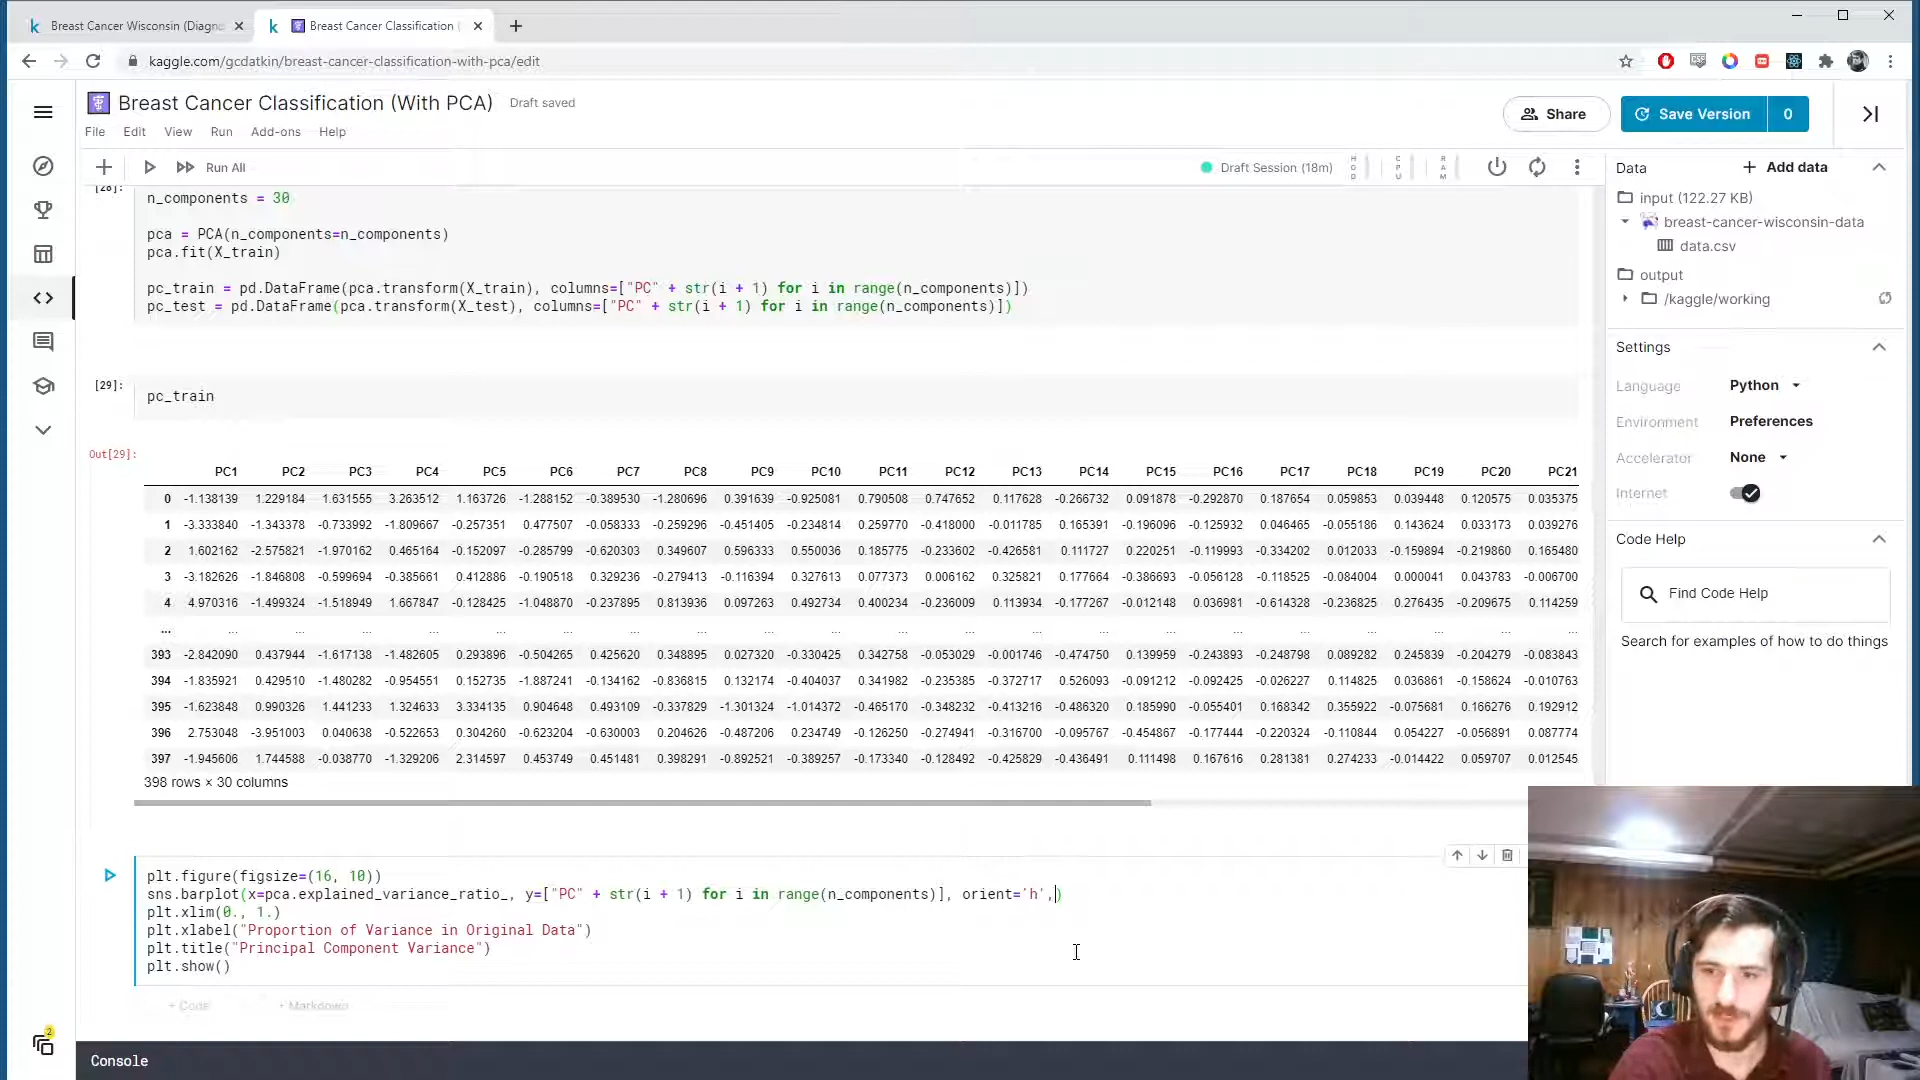 Breast Cancer Wisconsin (Diagno
Breast Cancer Classification (
kaggle.com/gcdatkin/breast-cancer-classification-with-pca/edit
Breast Cancer Classification (With PCA)
Draft saved
File Edit View Run Add-ons Help
Share
Save Version 0
Run All
Draft Session (18m)
HDD
CPU
RAM
[28]:
n_components = 30
pca = PCA(n_components=n_components)
pca.fit(X_train)
pc_train = pd.DataFrame(pca.transform(X_train), columns=["PC" + str(i + 1) for i in range(n_components)])
pc_test = pd.DataFrame(pca.transform(X_test), columns=["PC" + str(i + 1) for i in range(n_components)])
[29]:
pc_train
Out[29]:
PC1 PC2 PC3 PC4 PC5 PC6 PC7 PC8 PC9 PC10 PC11 PC12 PC13 PC14 PC15 PC16 PC17 PC18 PC19 PC20 PC21
0 -1.138139 1.229184 1.631555 3.263512 1.163726 -1.288152 -0.389530 -1.280696 0.391639 -0.925081 0.790508 0.747652 0.117628 -0.266732 0.091878 -0.292870 0.187654 0.059853 0.039448 0.120575 0.035375
1 -3.333840 -1.343378 -0.733992 -1.809667 -0.257351 0.477507 -0.058333 -0.259296 -0.451405 -0.234814 0.259770 -0.418000 -0.011785 0.165391 -0.196096 -0.125932 0.046465 -0.055186 0.143624 0.033173 0.039276
2 1.602162 -2.575821 -1.970162 0.465164 -0.152097 -0.285799 -0.620303 0.349607 0.596333 0.550036 0.185775 -0.233602 -0.426581 0.111727 0.220251 -0.119993 -0.334202 0.012033 -0.159894 -0.219860 0.165480
3 -3.182626 -1.846808 -0.599694 -0.385661 0.412886 -0.190518 0.329236 -0.279413 -0.116394 0.327613 0.077373 0.006162 0.325821 0.177664 -0.386693 -0.056128 -0.118525 -0.084004 0.000041 0.043783 -0.006700
4 4.970316 -1.499324 -1.518949 1.667847 -0.128425 -1.048870 -0.237895 0.813936 0.097263 0.492734 0.400234 -0.236009 0.113934 -0.177267 -0.012148 0.036981 -0.614328 -0.236825 0.276435 -0.209675 0.114259
... ... ... ... ... ... ... ... ... ... ... ... ... ... ... ... ... ... ... ... ... ...
393 -2.842090 0.437944 -1.617138 -1.482605 0.293896 -0.504265 0.425620 0.348895 0.027320 -0.330425 0.342758 -0.053029 -0.001746 -0.474750 0.139959 -0.243893 -0.248798 0.089282 0.245839 -0.204279 -0.083843
394 -1.835921 0.429510 -1.480282 -0.954551 0.152735 -1.887241 -0.134162 -0.836815 0.132174 -0.404037 0.341982 -0.235385 -0.372717 0.526093 -0.091212 -0.092425 -0.026227 0.114825 0.036861 -0.158624 -0.010763
395 -1.623848 0.990326 1.441233 1.324633 3.334135 0.904648 0.493109 -0.337829 -1.301324 -1.014372 -0.465170 -0.348232 -0.413216 -0.486320 0.185990 -0.055401 0.168342 0.355922 -0.075681 0.166276 0.192912
396 2.753048 -3.951003 0.040638 -0.522653 0.304260 -0.623204 -0.630003 0.204626 -0.487206 0.234749 -0.126250 -0.274941 -0.316700 -0.095767 -0.454867 -0.177444 -0.220324 -0.110844 0.054227 -0.056891 0.087774
397 -1.945606 1.744588 -0.038770 -1.329206 2.314597 0.453749 0.451481 0.398291 -0.892521 -0.389257 -0.173340 -0.128492 -0.425829 -0.436491 0.111498 0.167616 0.281381 0.274233 -0.014422 0.059707 0.012545
398 rows × 30 columns
plt.figure(figsize=(16, 10))
sns.barplot(x=pca.explained_variance_ratio_, y=["PC" + str(i + 1) for i in range(n_components)], orient='h',)
plt.xlim(0., 1.)
plt.xlabel("Proportion of Variance in Original Data")
plt.title("Principal Component Variance")
plt.show()
+ Code + Markdown
2
Console
Data + Add data
input (122.27 KB)
breast-cancer-wisconsin-data
data.csv
output
/kaggle/working
Settings
Language Python
Environment Preferences
Accelerator None
Internet
Code Help
Find Code Help
Search for examples of how to do things